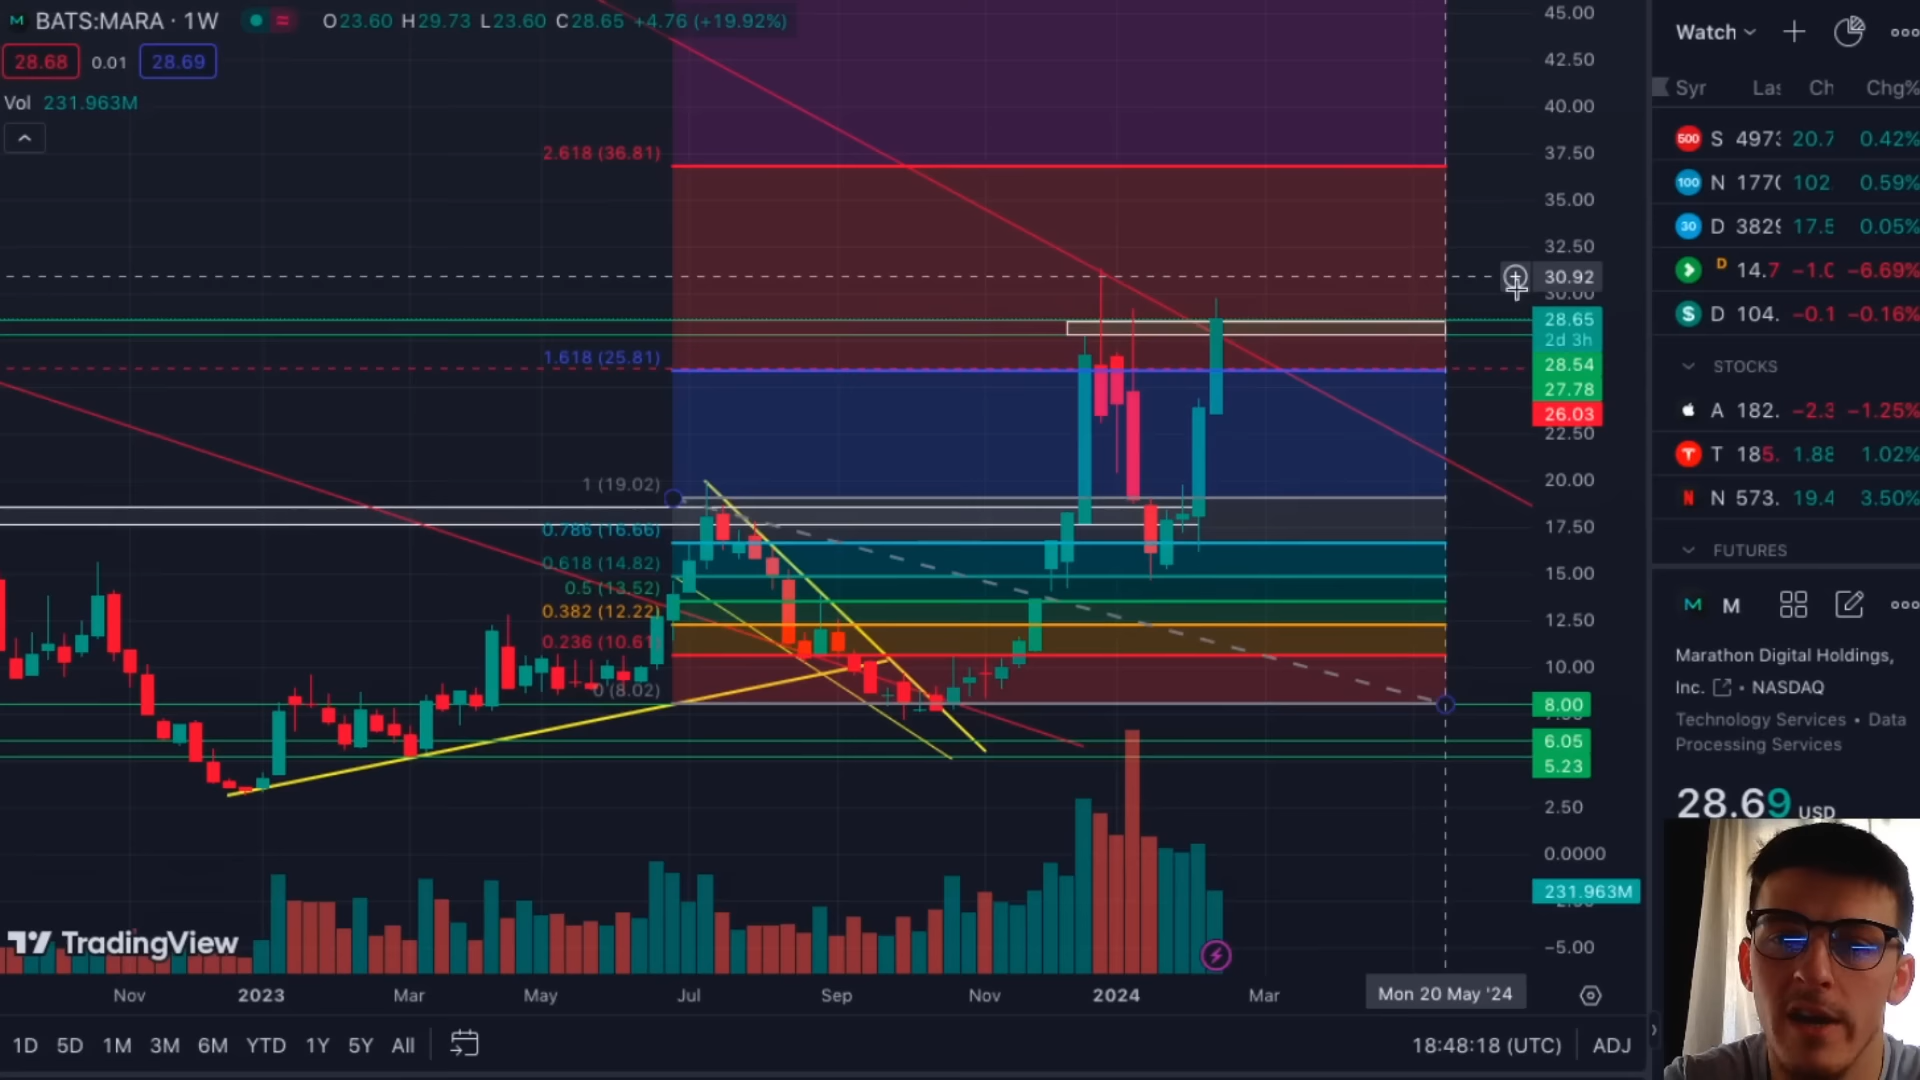 BATS:MARA · 1W
O23.60 H29.73 L23.60 C28.65 +4.76 (+19.92%)
28.68 0.01 28.69
Vol 231.963M
2.618 (36.81)
1.618 (25.81)
1 (19.02)
0.786 (16.66)
0.618 (14.82)
0.5 (13.52)
0.382 (12.22)
0.236 (10.61)
0 (8.02)
45.00
42.50
40.00
37.50
35.00
32.50
30.92
30.00
28.65
2d 3h
28.54
27.78
26.03
22.50
20.00
17.50
15.00
12.50
10.00
8.00
6.05
5.23
2.50
0.0000
231.963M
−5.00
TradingView
Nov 2023 Mar May Jul Sep Nov 2024 Mar Mon 20 May '24
1D 5D 1M 3M 6M YTD 1Y 5Y All
18:48:18 (UTC) ADJ
Watch
Syr Las Ch Chg%
500 S 4973 20.7 0.42%
100 N 1770 102 0.59%
30 D 3829 17.5 0.05%
D 14.7 −1.0 −6.69%
$ D 104. −0.1 −0.16%
STOCKS
A 182. −2.3 −1.25%
T 185. 1.88 1.02%
N 573. 19.4 3.50%
FUTURES
M M
Marathon Digital Holdings,
Inc. · NASDAQ
Technology Services · Data
Processing Services
28.69 USD